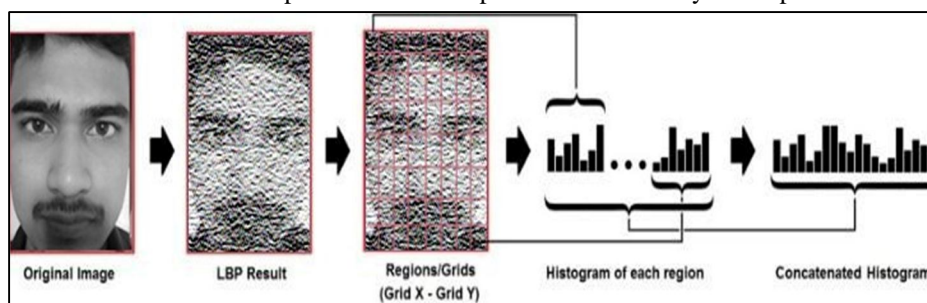 Original Image
LBP Result
Regions/Grids
(Grid X - Grid Y)
Histogram of each region
Concatenated Histogram